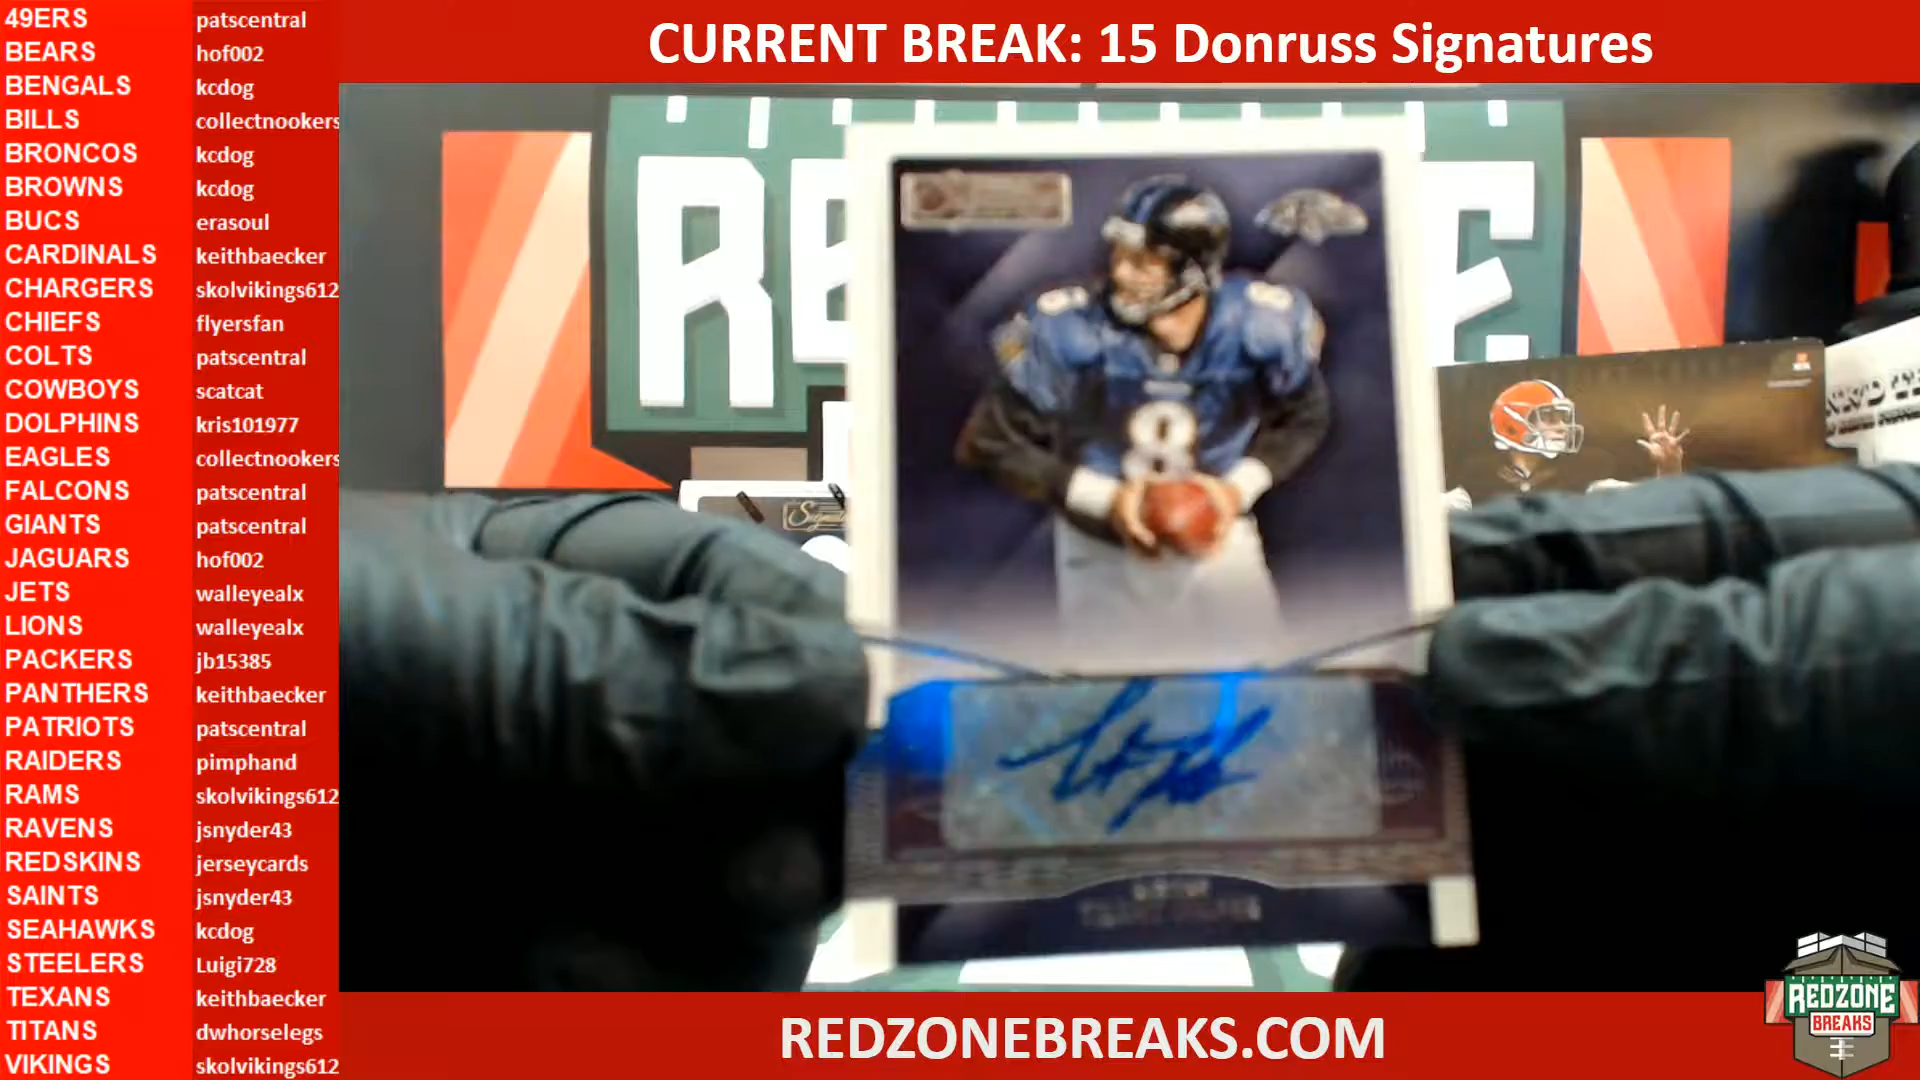 CURRENT BREAK: 15 Donruss Signatures
49ERS patscentral
BEARS hof002
BENGALS kcdog
BILLS collectnookers
BRONCOS kcdog
BROWNS kcdog
BUCS erasoul
CARDINALS keithbaecker
CHARGERS skolvikings612
CHIEFS flyersfan
COLTS patscentral
COWBOYS scatcat
DOLPHINS kris101977
EAGLES collectnookers
FALCONS patscentral
GIANTS patscentral
JAGUARS hof002
JETS walleyealx
LIONS walleyealx
PACKERS jb15385
PANTHERS keithbaecker
PATRIOTS patscentral
RAIDERS pimphand
RAMS skolvikings612
RAVENS jsnyder43
REDSKINS jerseycards
SAINTS jsnyder43
SEAHAWKS kcdog
STEELERS Luigi728
TEXANS keithbaecker
TITANS dwhorselegs
VIKINGS skolvikings612
8
8
REDZONEBREAKS.COM
REDZONE
BREAKS